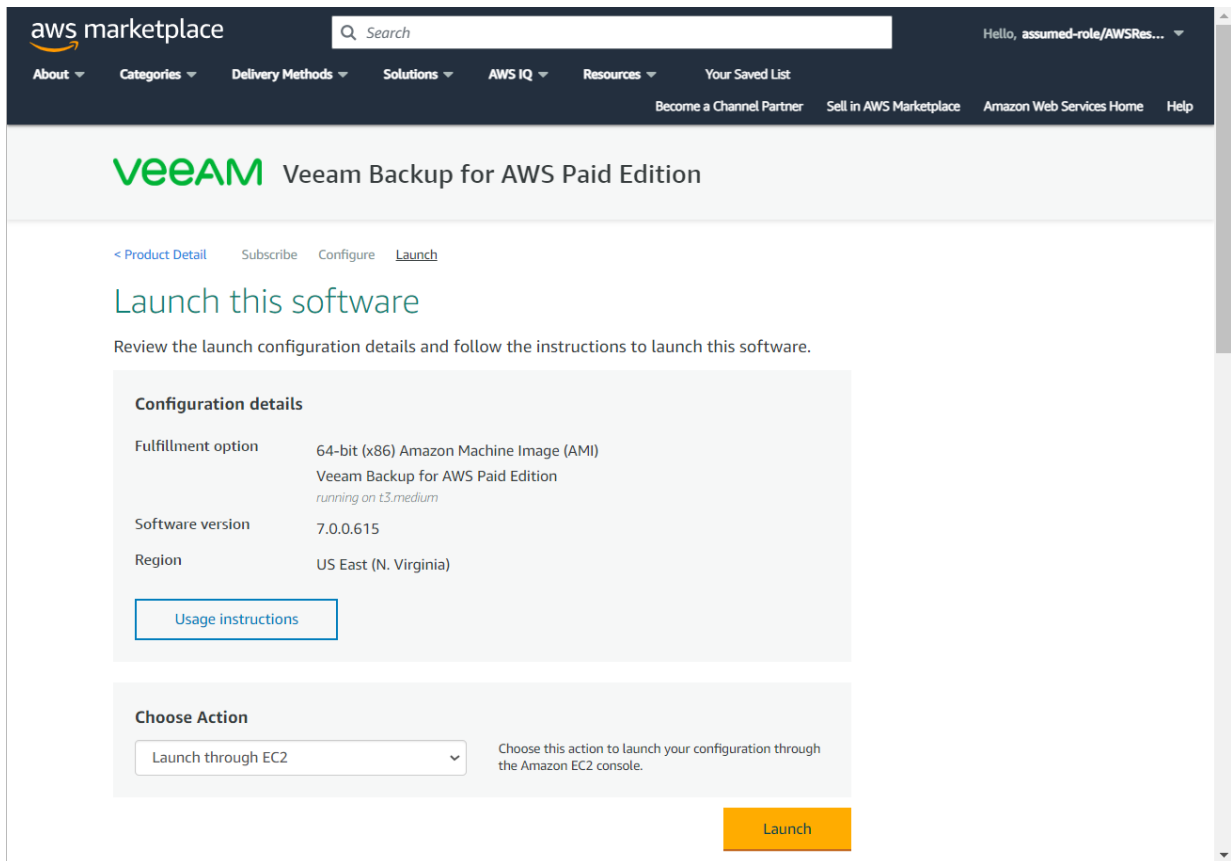 aws marketplace
Search
Hello, assumed-role/AWSRes...
About Categories Delivery Methods Solutions AWS IQ Resources Your Saved List
Become a Channel Partner Sell in AWS Marketplace Amazon Web Services Home Help
veeAM Veeam Backup for AWS Paid Edition
< Product Detail Subscribe Configure Launch
Launch this software
Review the launch configuration details and follow the instructions to launch this software.
Configuration details
Fulfillment option 64-bit (x86) Amazon Machine Image (AMI)
Veeam Backup for AWS Paid Edition
running on t3.medium
Software version 7.0.0.615
Region US East (N. Virginia)
Usage instructions
Choose Action
Launch through EC2
Choose this action to launch your configuration through
the Amazon EC2 console.
Launch